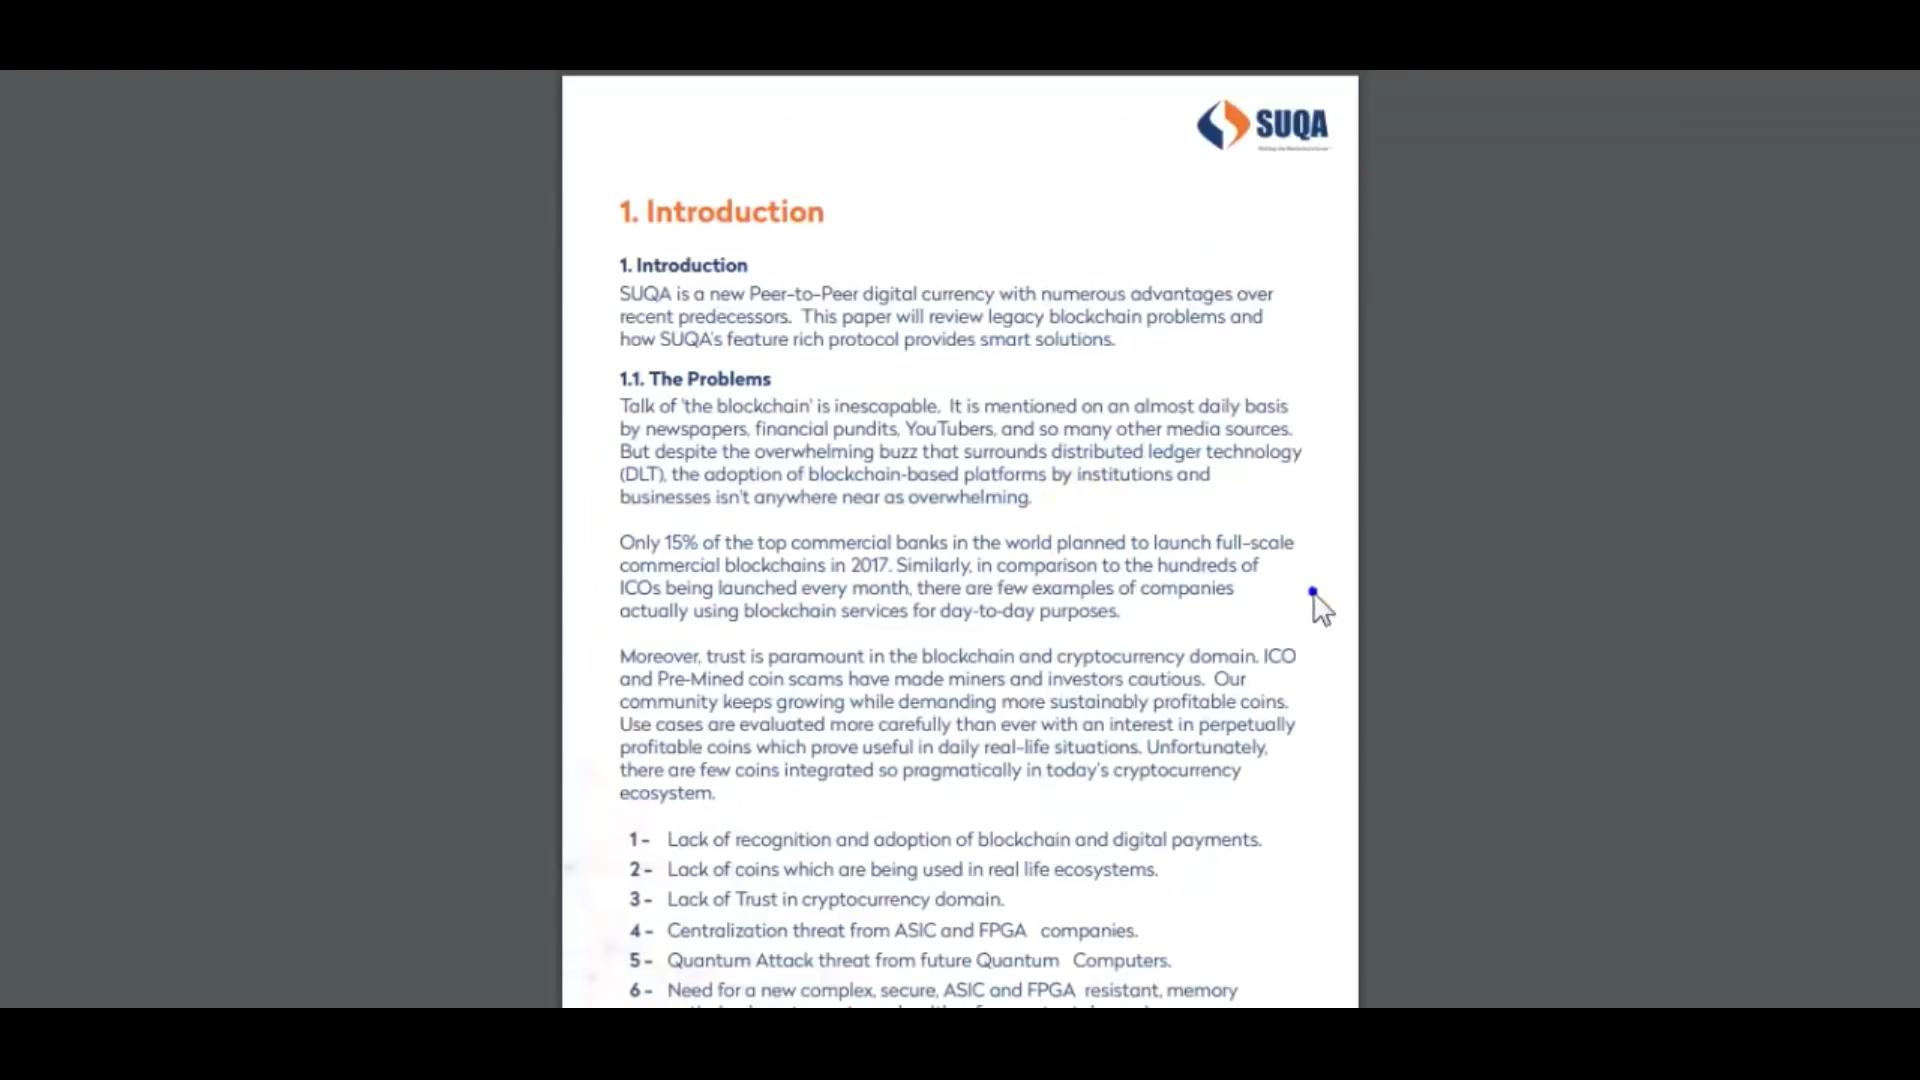 SUQA
1. Introduction
1. Introduction
SUQA is a new Peer-to-Peer digital currency with numerous advantages over
recent predecessors. This paper will review legacy blockchain problems and
how SUQA's feature rich protocol provides smart solutions.
1.1. The Problems
Talk of 'the blockchain' is inescapable. It is mentioned on an almost daily basis
by newspapers, financial pundits, YouTubers, and so many other media sources.
But despite the overwhelming buzz that surrounds distributed ledger technology
(DLT), the adoption of blockchain-based platforms by institutions and
businesses isn't anywhere near as overwhelming.
Only 15% of the top commercial banks in the world planned to launch full-scale
commercial blockchains in 2017. Similarly, in comparison to the hundreds of
ICOs being launched every month, there are few examples of companies
actually using blockchain services for day-to-day purposes.
Moreover, trust is paramount in the blockchain and cryptocurrency domain. ICO
and Pre-Mined coin scams have made miners and investors cautious. Our
community keeps growing while demanding more sustainably profitable coins.
Use cases are evaluated more carefully than ever with an interest in perpetually
profitable coins which prove useful in daily real-life situations. Unfortunately,
there are few coins integrated so pragmatically in today's cryptocurrency
ecosystem.
1 - Lack of recognition and adoption of blockchain and digital payments.
2 - Lack of coins which are being used in real life ecosystems.
3 - Lack of Trust in cryptocurrency domain.
4 - Centralization threat from ASIC and FPGA companies.
5 - Quantum Attack threat from future Quantum Computers.
6 - Need for a new complex, secure, ASIC and FPGA resistant, memory